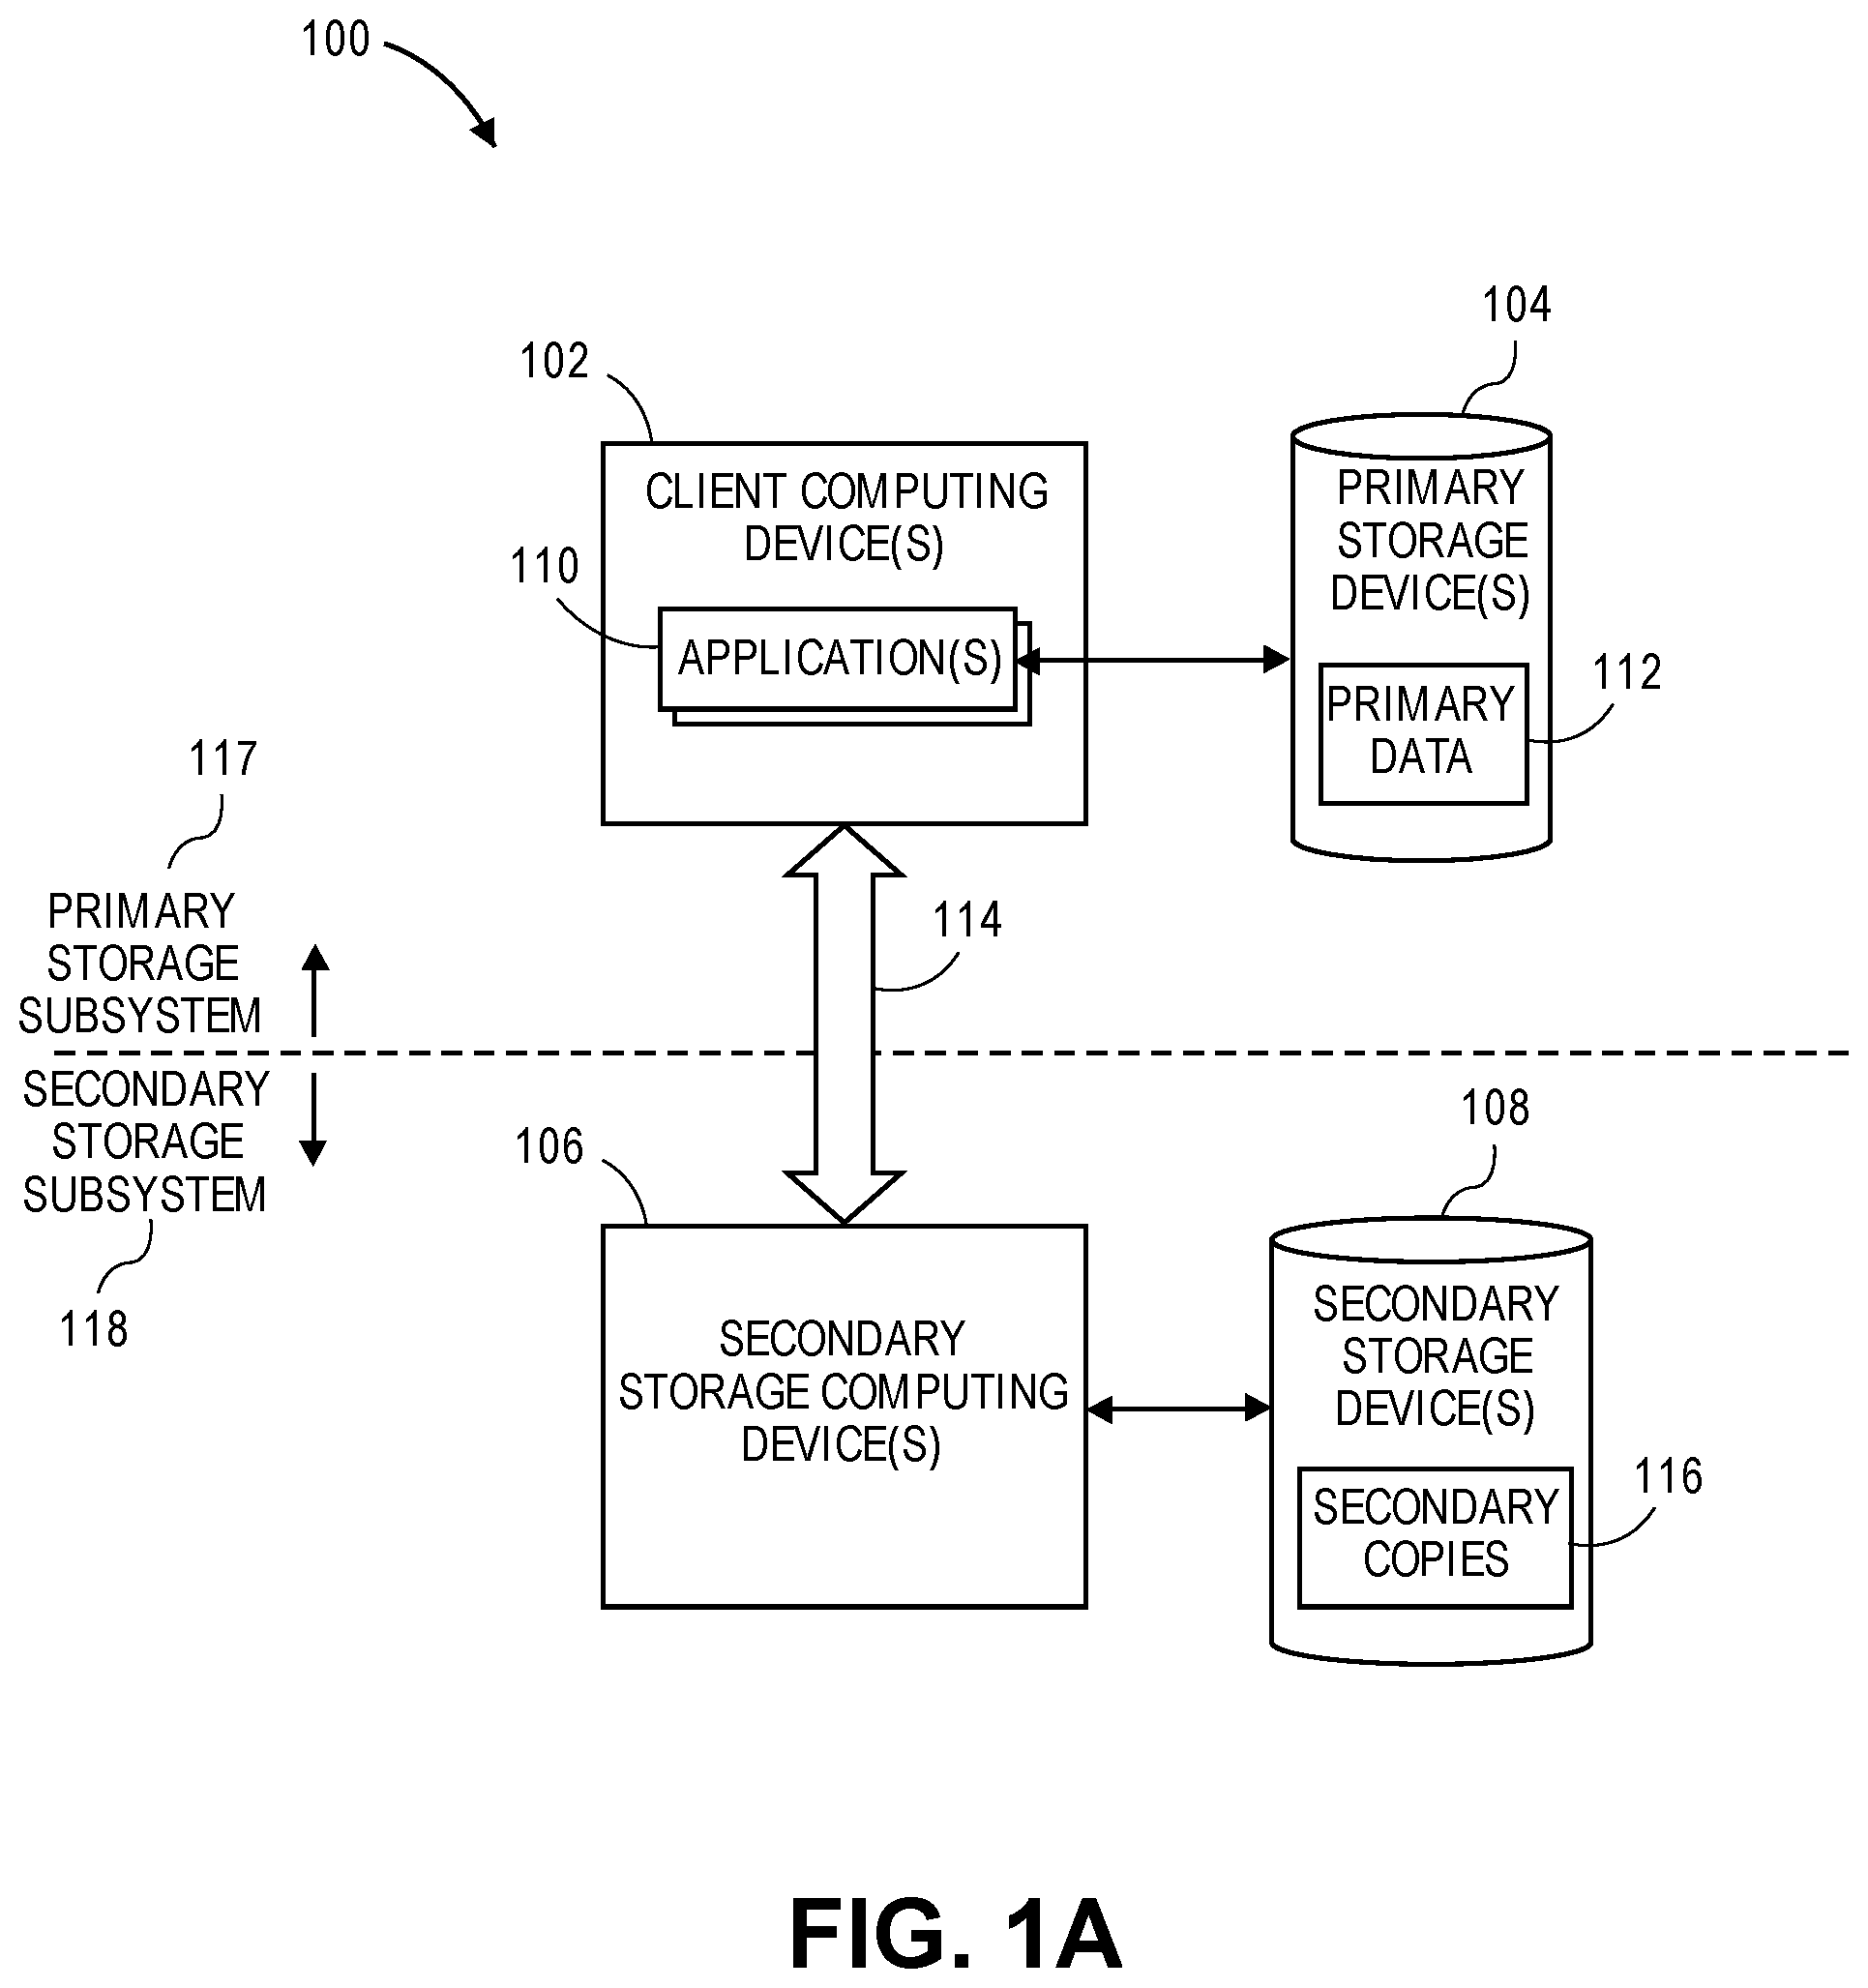 100
104
102
CLIENT COMPUTING
DEVICE(S)
PRIMARY
STORAGE
DEVICE(S)
110
APPLICATION(S)
112
PRIMARY
DATA
117
PRIMARY
STORAGE
SUBSYSTEM
114
SECONDARY
STORAGE
SUBSYSTEM
118
106
108
SECONDARY
STORAGE COMPUTING
DEVICE(S)
SECONDARY
STORAGE
DEVICE(S)
116
SECONDARY
COPIES
FIG. 1A